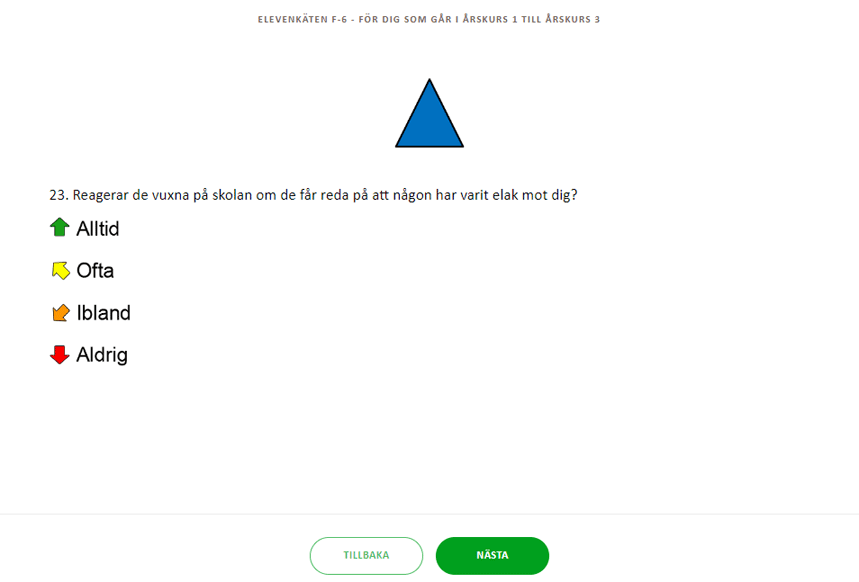 ELEVENKÄTEN F-6 - FÖR DIG SOM GÅR I ÅRSKURS 1 TILL ÅRSKURS 3
23. Reagerar de vuxna på skolan om de får reda på att någon har varit elak mot dig?
Alltid
Ofta
Ibland
Aldrig
TILLBAKA
NÄSTA